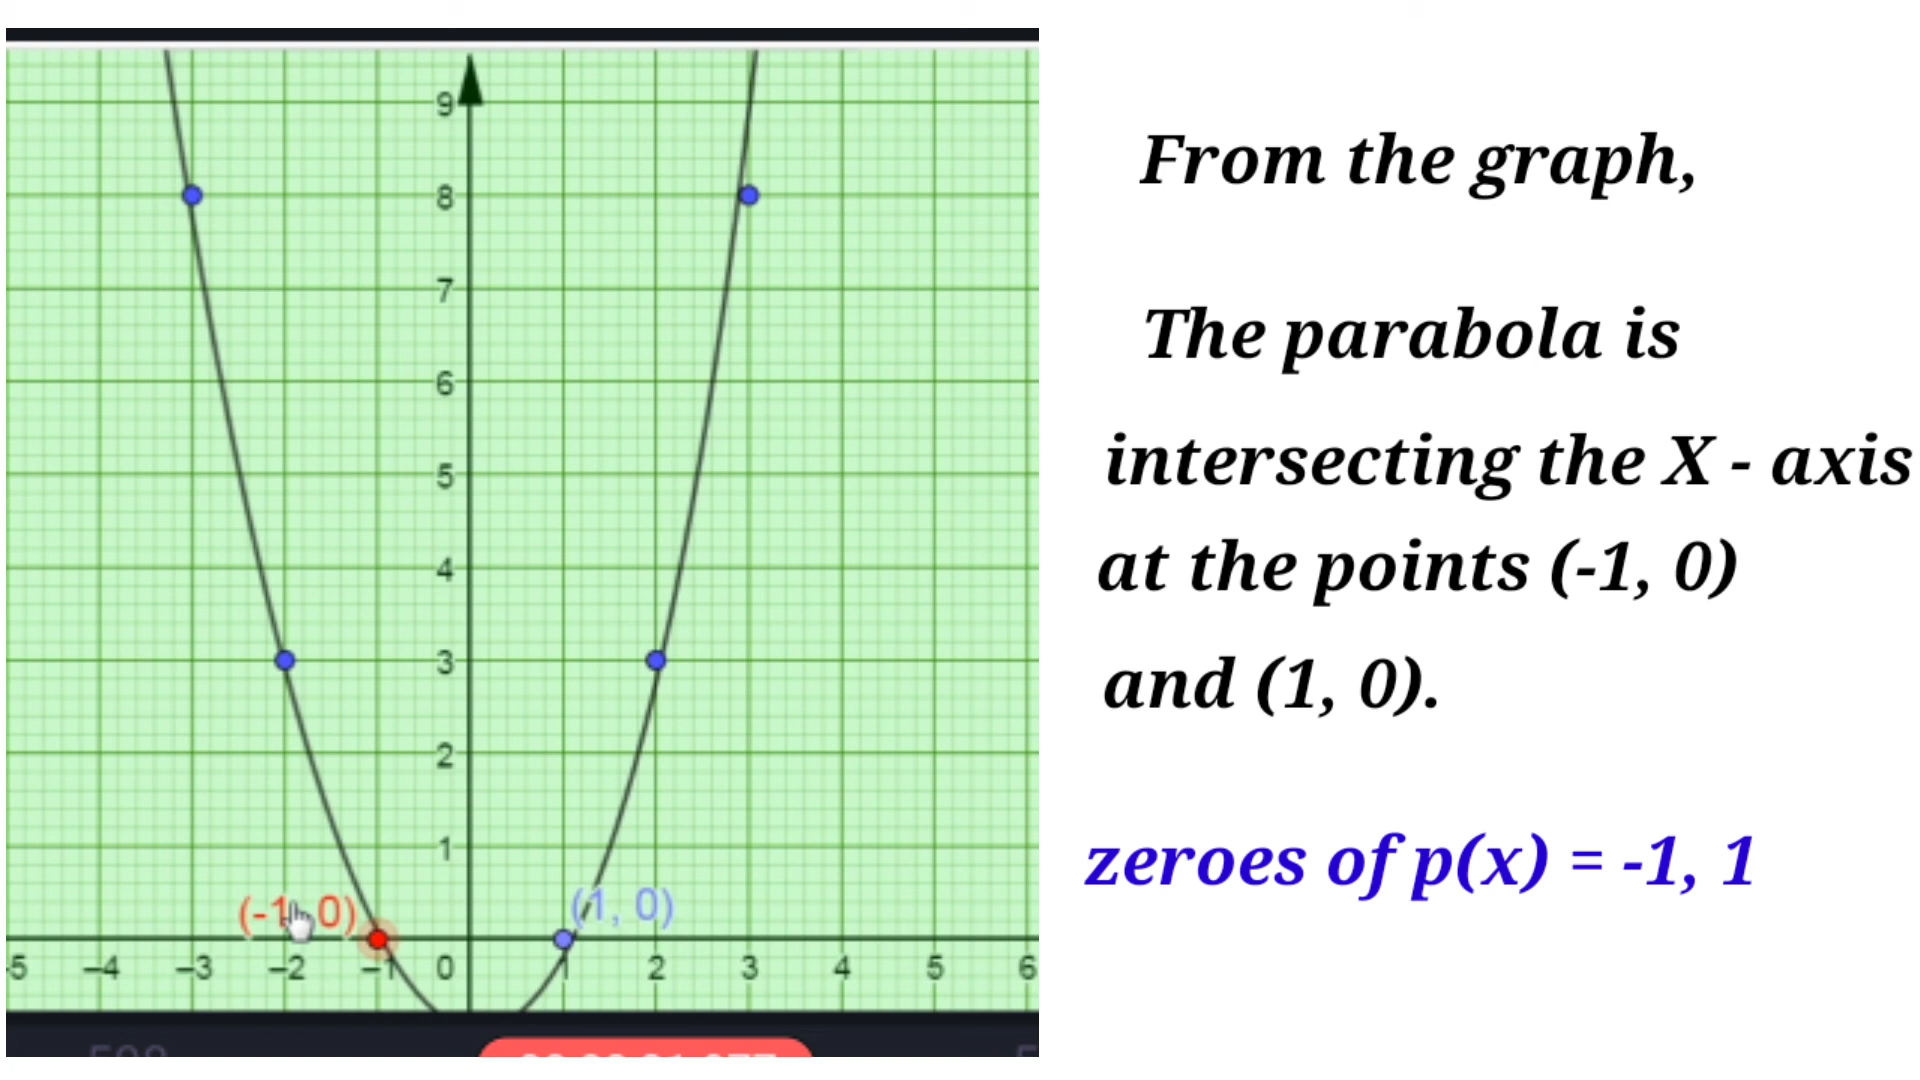 9
8
7
6
5
4
3
2
1
(-1, 0)
(1, 0)
-5 -4 -3 -2 -1 0 1 2 3 4 5 6
From the graph,
The parabola is
intersecting the X - axis
at the points (-1, 0)
and (1, 0).
zeroes of p(x) = -1, 1